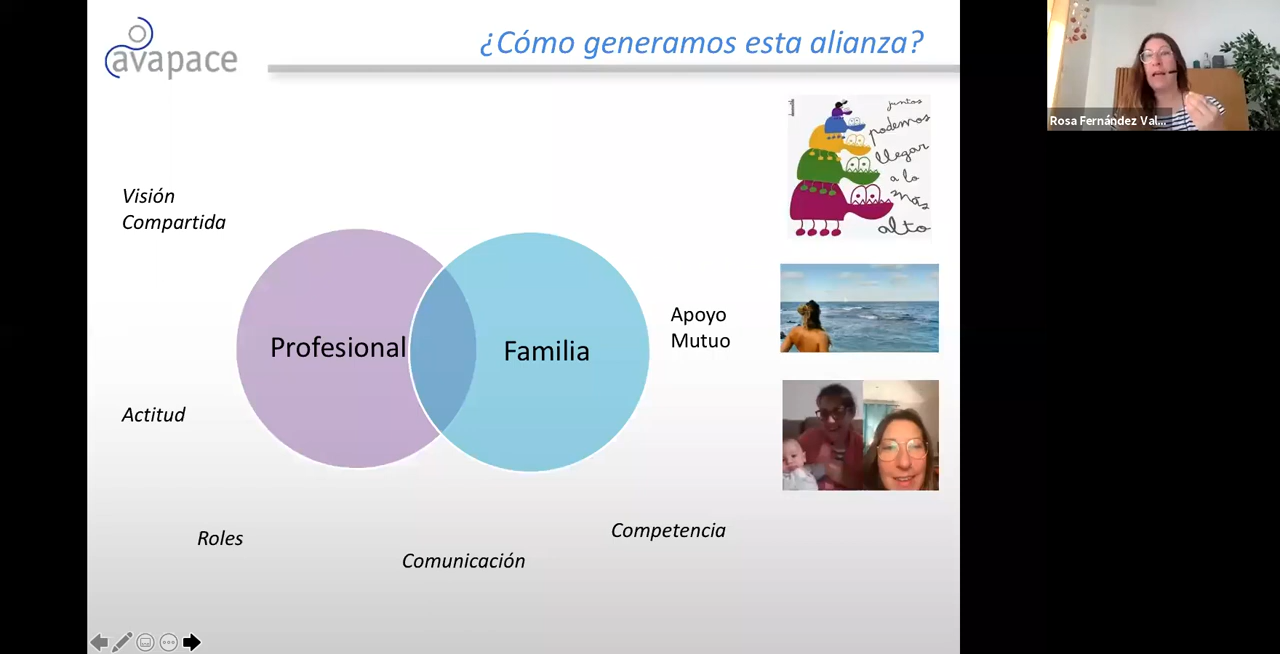 avapace
¿Cómo generamos esta alianza?
juntos
podemos
llegar
a lo
más
alto
Visión
Compartida
Profesional
Familia
Apoyo
Mutuo
Actitud
Roles
Comunicación
Competencia
Rosa Fernández Val...